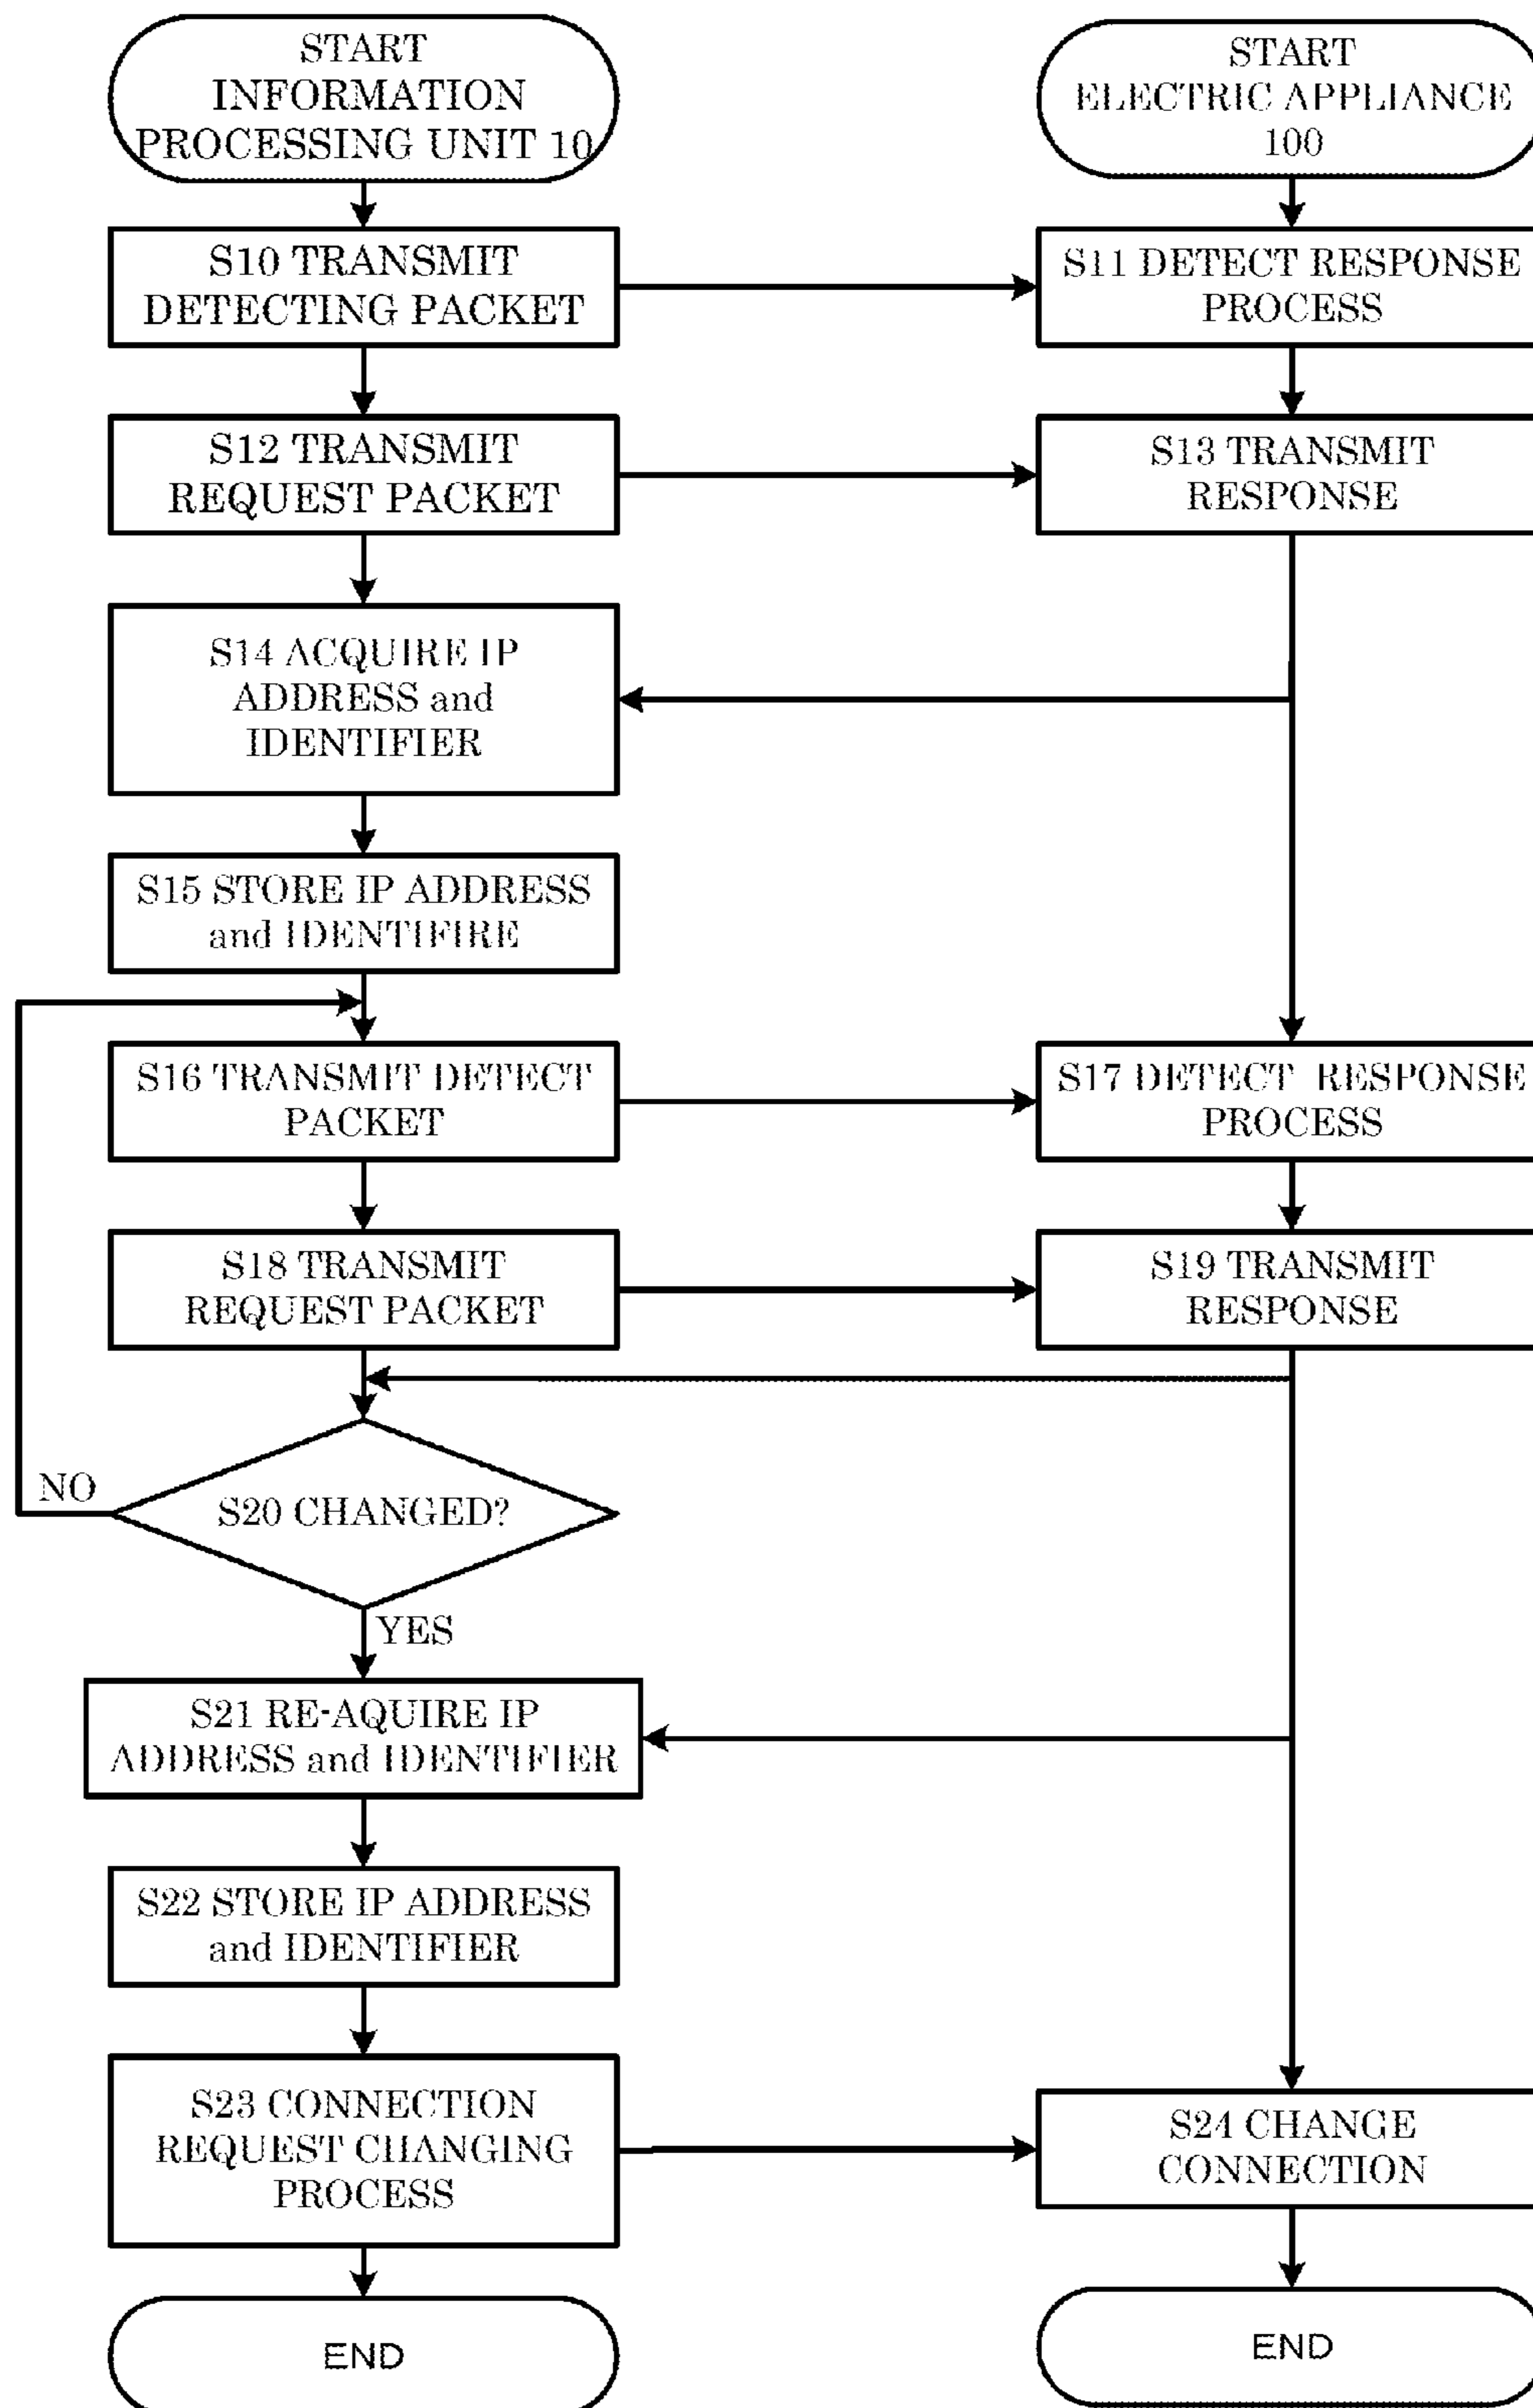 START
INFORMATION
PROCESSING UNIT 10
START
ELECTRIC APPLIANCE
100
S10 TRANSMIT
DETECTING PACKET
S11 DETECT RESPONSE
PROCESS
S12 TRANSMIT
REQUEST PACKET
S13 TRANSMIT
RESPONSE
S14 ACQUIRE IP
ADDRESS and
IDENTIFIER
S15 STORE IP ADDRESS
and IDENTIFIRE
S16 TRANSMIT DETECT
PACKET
S17 DETECT RESPONSE
PROCESS
S18 TRANSMIT
REQUEST PACKET
S19 TRANSMIT
RESPONSE
NO
S20 CHANGED?
YES
S21 RE-AQUIRE IP
ADDRESS and IDENTIFIER
S22 STORE IP ADDRESS
and IDENTIFIER
S23 CONNECTION
REQUEST CHANGING
PROCESS
S24 CHANGE
CONNECTION
END
END